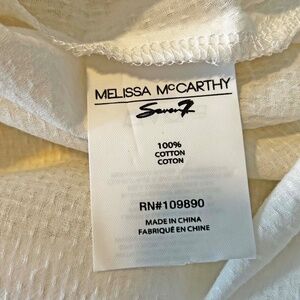 MELISSA McCARTHY
Seven7
100%
COTTON
COTON
RN#109890
MADE IN CHINA
FABRIQUÉ EN CHINE